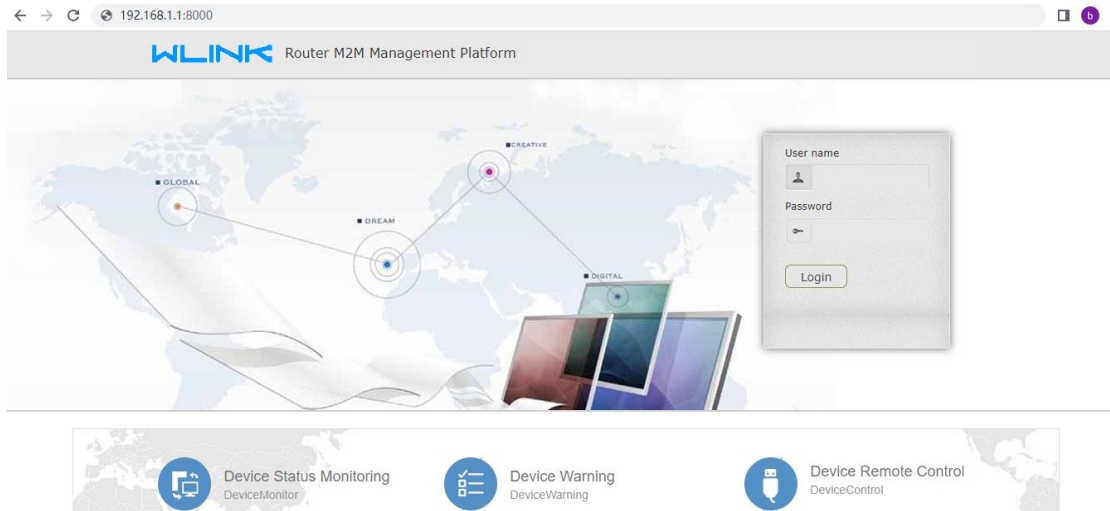 192.168.1.1:8000
b
WLINK Router M2M Management Platform
User name
Password
Login
■GLOBAL
■DREAM
■CREATIVE
■DIGITAL
Device Status Monitoring
DeviceMonitor
Device Warning
DeviceWarning
Device Remote Control
DeviceControl